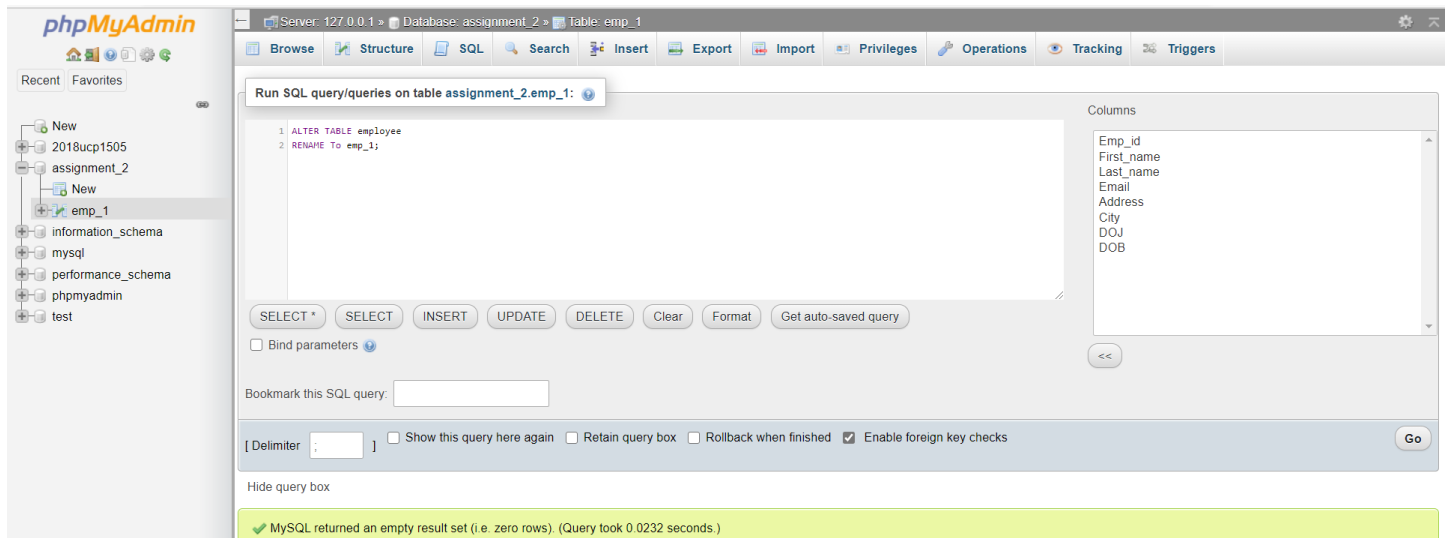 phpMyAdmin
Recent Favorites
New
2018ucp1505
assignment_2
New
emp_1
information_schema
mysql
performance_schema
phpmyadmin
test
Server: 127.0.0.1 » Database: assignment_2 » Table: emp_1
Browse Structure SQL Search Insert Export Import Privileges Operations Tracking Triggers
Run SQL query/queries on table assignment_2.emp_1:
1 ALTER TABLE employee
2 RENAME To emp_1;
Columns
Emp_id
First_name
Last_name
Email
Address
City
DOJ
DOB
<<
SELECT * SELECT INSERT UPDATE DELETE Clear Format Get auto-saved query
Bind parameters
Bookmark this SQL query:
[ Delimiter ; ] Show this query here again Retain query box Rollback when finished Enable foreign key checks Go
Hide query box
MySQL returned an empty result set (i.e. zero rows). (Query took 0.0232 seconds.)